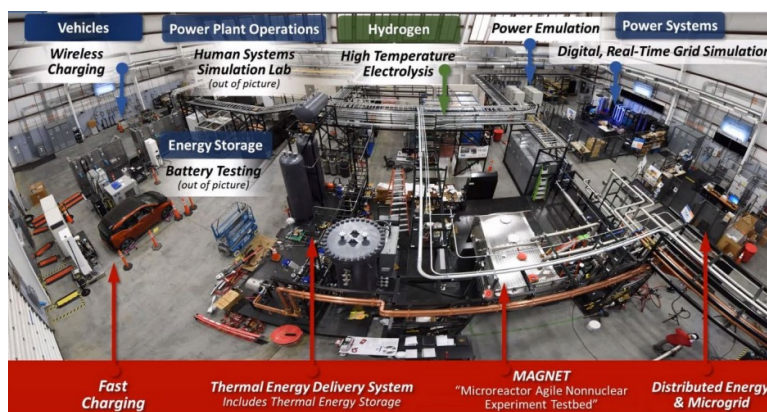 Vehicles
Wireless
Charging
Power Plant Operations
Human Systems
Simulation Lab
(out of picture)
Hydrogen
High Temperature
Electrolysis
Power Emulation
Power Systems
Digital, Real-Time Grid Simulation
Energy Storage
Battery Testing
(out of picture)
Fast
Charging
Thermal Energy Delivery System
Includes Thermal Energy Storage
MAGNET
“Microreactor Agile Nonnuclear
Experiment Testbed”
Distributed Energy
& Microgrid